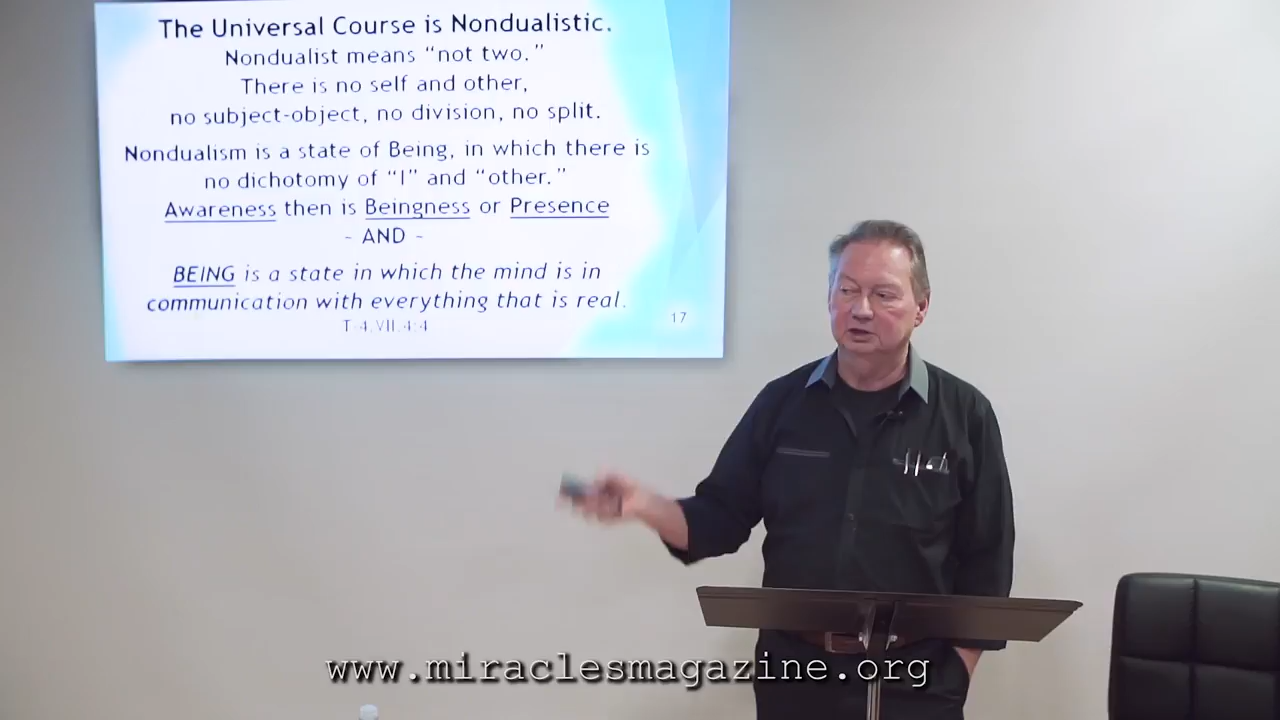 The Universal Course is Nondualistic.
Nondualist means “not two.”
There is no self and other,
no subject-object, no division, no split.
Nondualism is a state of Being, in which there is
no dichotomy of “I” and “other.”
Awareness then is Beingness or Presence
~ AND ~
BEING is a state in which the mind is in
communication with everything that is real.
T-4.VII.4:4
17
www.miraclesmagazine.org